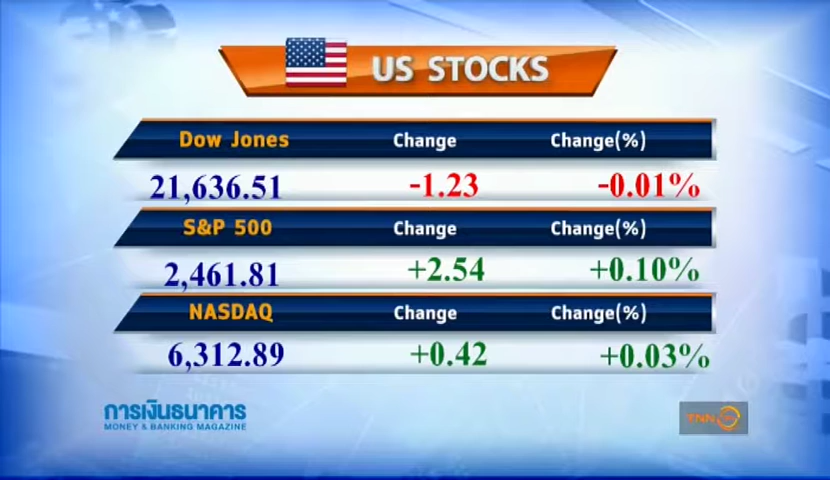 US STOCKS
Dow Jones Change Change(%)
21,636.51 -1.23 -0.01%
S&P 500 Change Change(%)
2,461.81 +2.54 +0.10%
NASDAQ Change Change(%)
6,312.89 +0.42 +0.03%
การเงินธนาคาร
MONEY & BANKING MAGAZINE
TNN